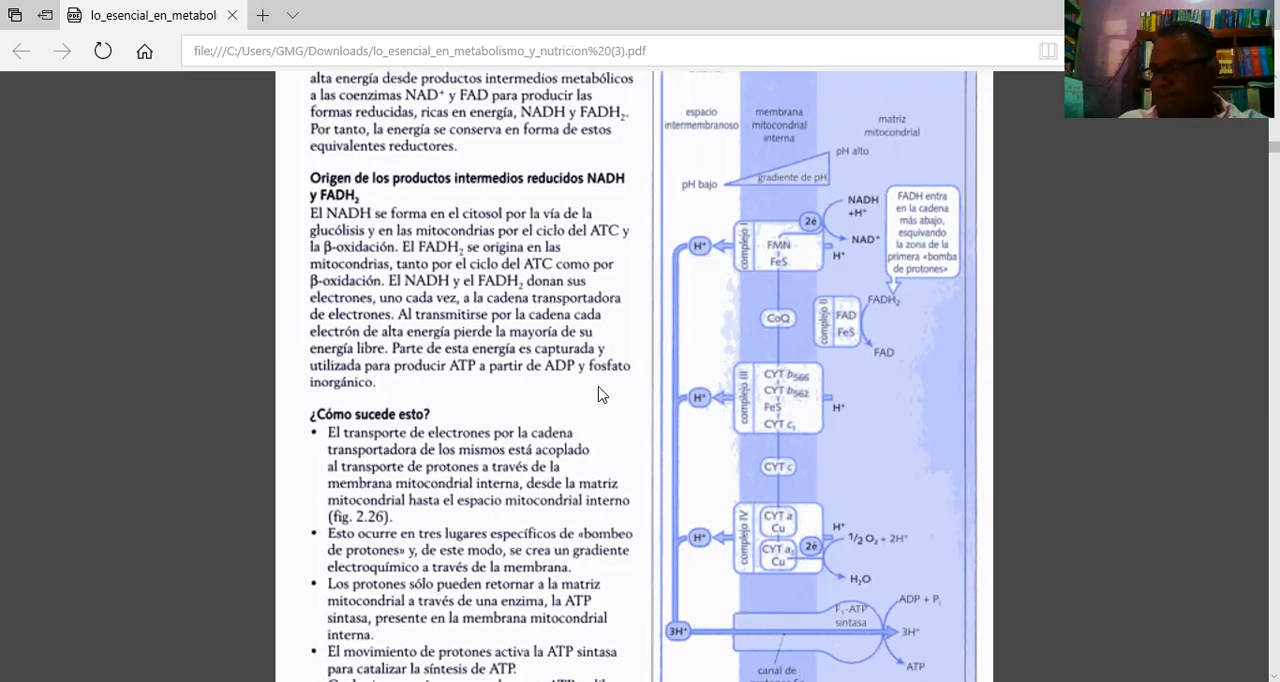 lo_esencial_en_metabol
file:///C:/Users/GMG/Downloads/lo_esencial_en_metabolismo_y_nutricion%20(3).pdf
alta energía desde productos intermedios metabólicos
a las coenzimas NAD⁺ y FAD para producir las
formas reducidas, ricas en energía, NADH y FADH₂.
Por tanto, la energía se conserva en forma de estos
equivalentes reductores.
Origen de los productos intermedios reducidos NADH
y FADH₂
El NADH se forma en el citosol por la vía de la
glucólisis y en las mitocondrias por el ciclo del ATC y
la β-oxidación. El FADH₂ se origina en las
mitocondrias, tanto por el ciclo del ATC como por
β-oxidación. El NADH y el FADH₂ donan sus
electrones, uno cada vez, a la cadena transportadora
de electrones. Al transmitirse por la cadena cada
electrón de alta energía pierde la mayoría de su
energía libre. Parte de esta energía es capturada y
utilizada para producir ATP a partir de ADP y fosfato
inorgánico.
¿Cómo sucede esto?
• El transporte de electrones por la cadena
transportadora de los mismos está acoplado
al transporte de protones a través de la
membrana mitocondrial interna, desde la matriz
mitocondrial hasta el espacio mitocondrial interno
(fig. 2.26).
• Esto ocurre en tres lugares específicos de «bombeo
de protones» y, de este modo, se crea un gradiente
electroquímico a través de la membrana.
• Los protones sólo pueden retornar a la matriz
mitocondrial a través de una enzima, la ATP
sintasa, presente en la membrana mitocondrial
interna.
• El movimiento de protones activa la ATP sintasa
para catalizar la síntesis de ATP.
espacio
intermembranoso
membrana
mitocondrial
interna
matriz
mitocondrial
pH alto
gradiente de pH
pH bajo
NADH
+H⁺
2é
NAD⁺
H⁺
complejo I
FMN
FeS
H⁺
FADH entra
en la cadena
más abajo,
esquivando
la zona de la
primera «bomba
de protones»
FADH₂
CoQ
complejo II
FAD
FeS
FAD
H⁺
complejo III
CYT b₅₆₆
CYT b₅₆₂
FeS
CYT c₁
H⁺
CYT c
H⁺
complejo IV
CYT a
Cu
CYT a₃
Cu
2é
H⁺
1/2 O₂ + 2H⁺
H₂O
ADP + Pᵢ
F₁-ATP
sintasa
3H⁺
3H⁺
ATP
canal de